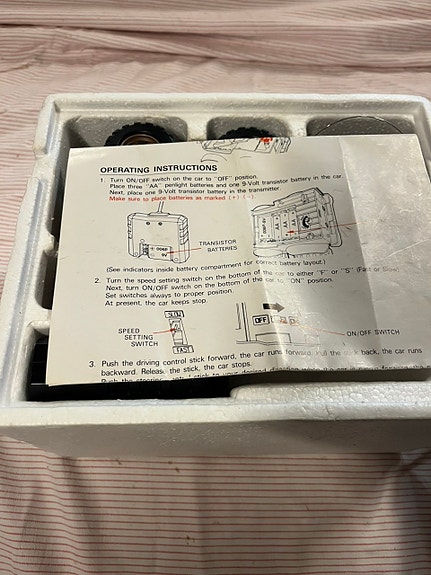 OPERATING INSTRUCTIONS
1. Turn ON/OFF switch on the car to "OFF" position.
Place three "AA" penlight batteries and one 9-Volt transistor battery in the car
Next, place one 9-Volt transistor battery in the transmitter.
Make sure to place batteries as marked (+) (-).
006P
9V
TRANSISTOR
BATTERIES
(See indicators inside battery compartment for correct battery layout.)
2. Turn the speed setting switch on the bottom of the car to either "F" or "S" (Fast or Slow)
Next, turn ON/OFF switch on the bottom of the car to "ON" position.
Set switches always to proper position.
At present, the car keeps stop.
SLOW
SPEED
SETTING
SWITCH
FAST
OFF
ON/OFF SWITCH
3. Push the driving control stick forward, the car runs forward. Pull the stick back, the car runs
backward. Release the stick, the car stops.